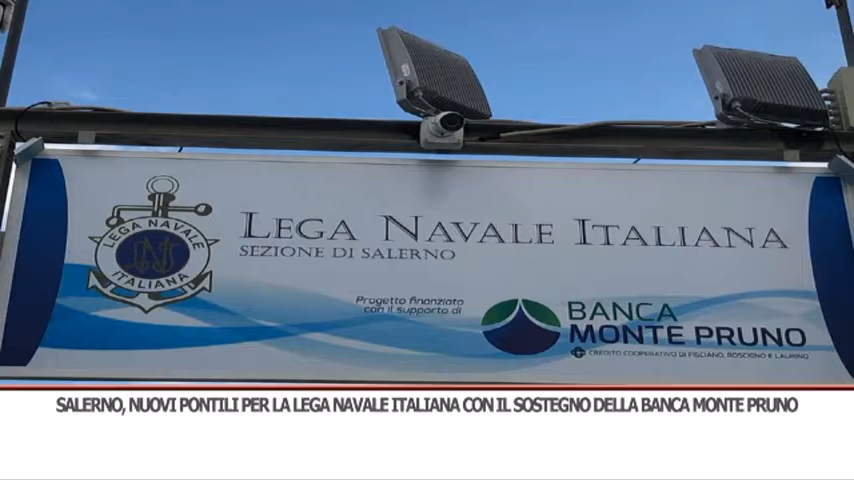 LEGA NAVALE ITALIANA
SEZIONE DI SALERNO
LEGA NAVALE
ITALIANA
Progetto finanziato
con il supporto di:
BANCA
MONTE PRUNO
CREDITO COOPERATIVO DI FISCIANO, ROSCIGNO E LAURINO
SALERNO, NUOVI PONTILI PER LA LEGA NAVALE ITALIANA CON IL SOSTEGNO DELLA BANCA MONTE PRUNO